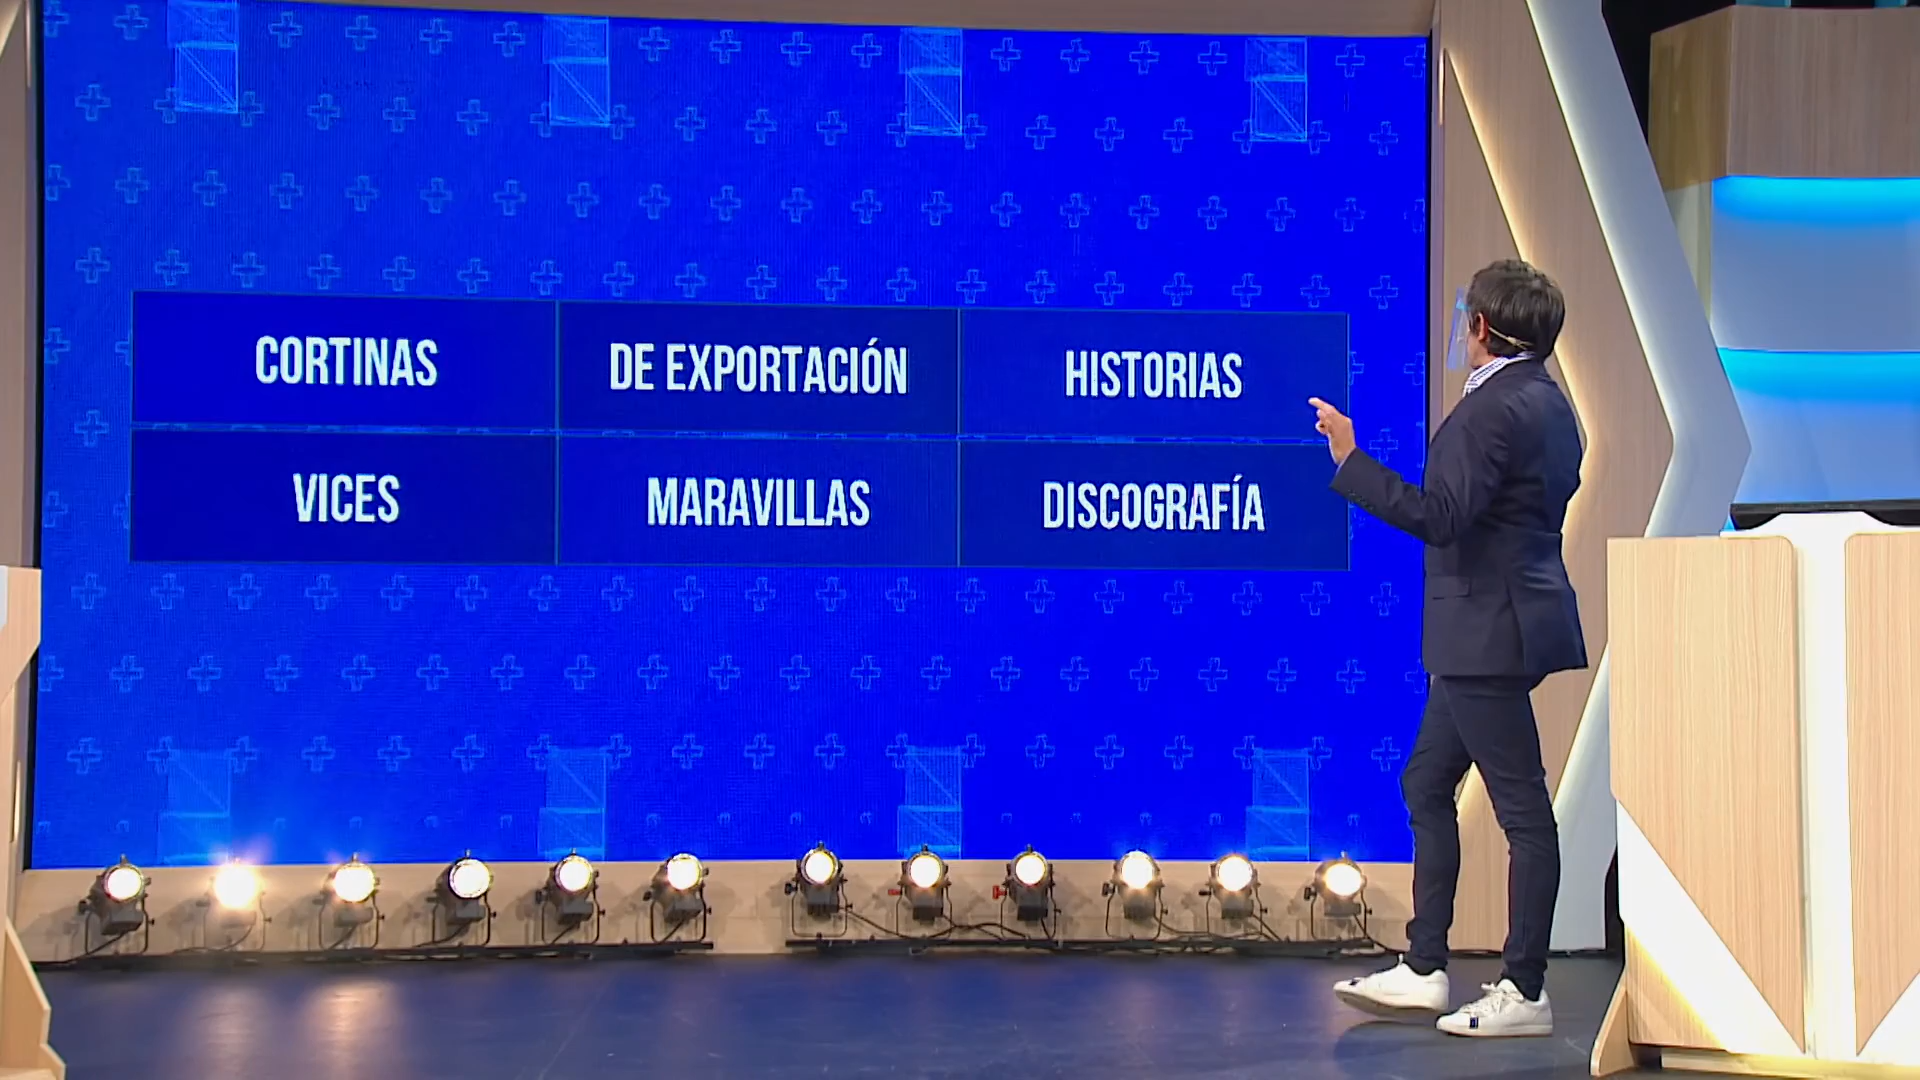 CORTINAS
DE EXPORTACIÓN
HISTORIAS
VICES
MARAVILLAS
DISCOGRAFÍA